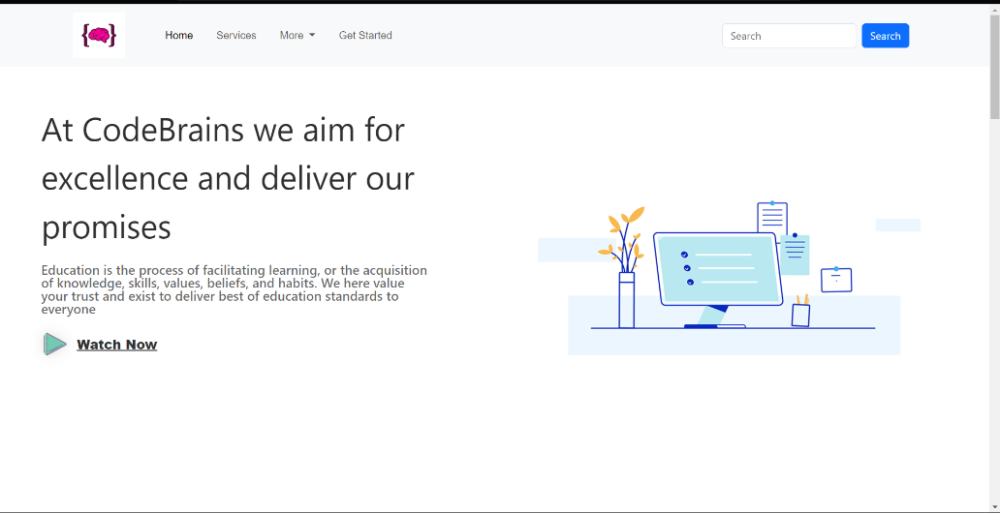 Home Services More Get Started Search Search
At CodeBrains we aim for
excellence and deliver our
promises
Education is the process of facilitating learning, or the acquisition
of knowledge, skills, values, beliefs, and habits. We here value
your trust and exist to deliver best of education standards to
everyone
Watch Now